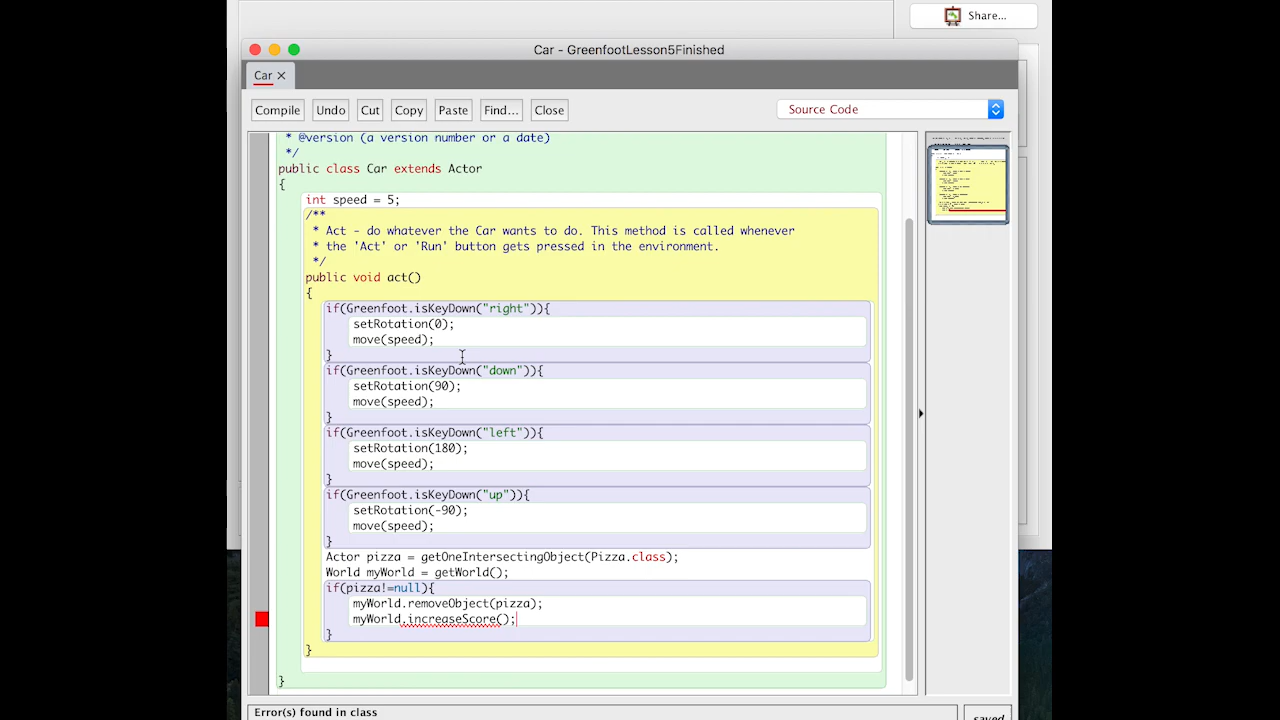 Share...
Car - GreenfootLesson5Finished
Car
Compile Undo Cut Copy Paste Find... Close Source Code
* @version (a version number or a date)
*/
public class Car extends Actor
{
int speed = 5;
/**
* Act - do whatever the Car wants to do. This method is called whenever
* the 'Act' or 'Run' button gets pressed in the environment.
*/
public void act()
{
if(Greenfoot.isKeyDown("right")){
setRotation(0);
move(speed);
}
if(Greenfoot.isKeyDown("down")){
setRotation(90);
move(speed);
}
if(Greenfoot.isKeyDown("left")){
setRotation(180);
move(speed);
}
if(Greenfoot.isKeyDown("up")){
setRotation(-90);
move(speed);
}
Actor pizza = getOneIntersectingObject(Pizza.class);
World myWorld = getWorld();
if(pizza!=null){
myWorld.removeObject(pizza);
myWorld.increaseScore();
}
}
}
Error(s) found in class
saved